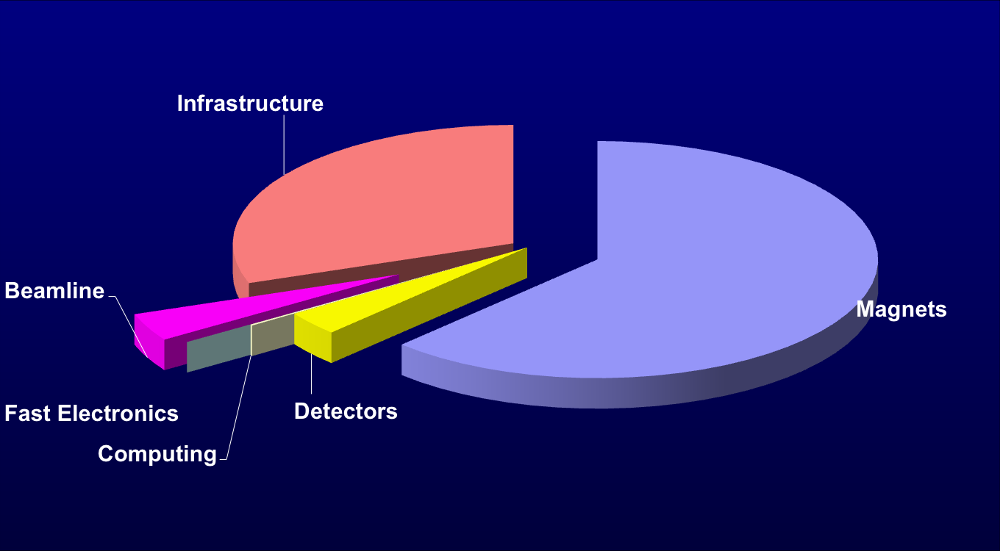 Infrastructure
Beamline
Magnets
Fast Electronics
Detectors
Computing